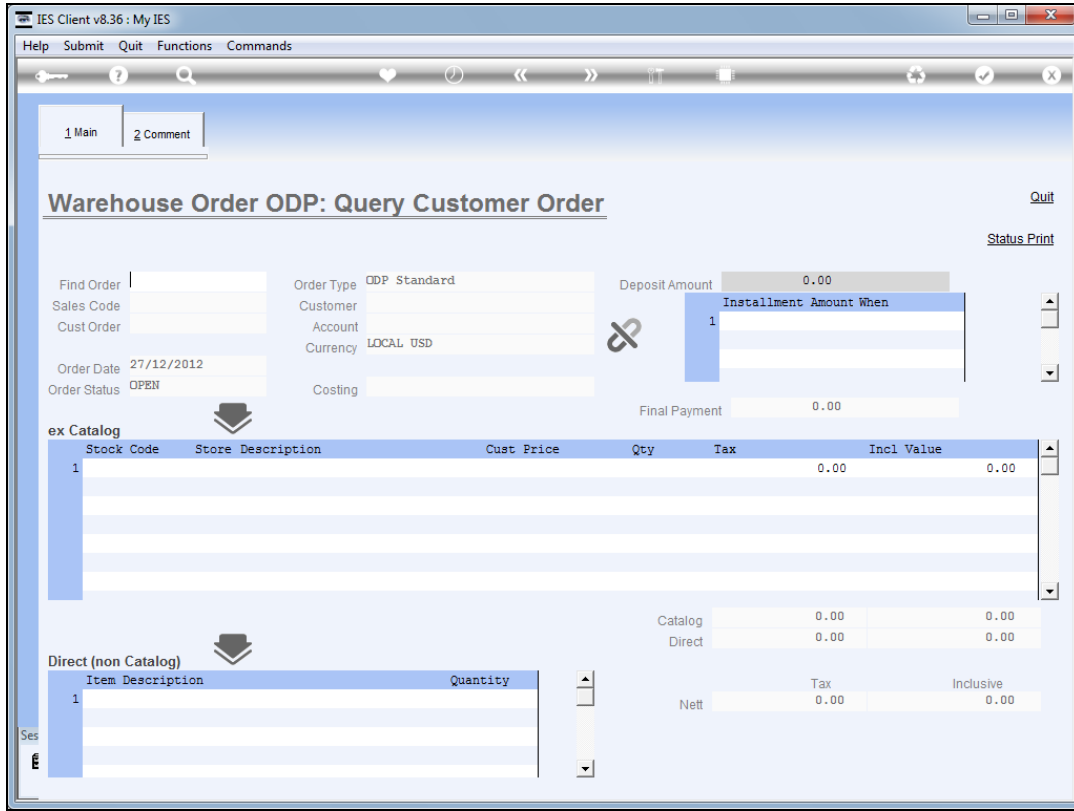 IES Client v8.36 : My IES
Help Submit Quit Functions Commands
1 Main
2 Comment
Warehouse Order ODP: Query Customer Order
Quit
Status Print
Find Order
Order Type ODP Standard
Deposit Amount 0.00
Sales Code
Customer
Installment Amount When
Cust Order
Account
1
Currency LOCAL USD
Order Date 27/12/2012
Order Status OPEN
Costing
Final Payment 0.00
ex Catalog
Stock Code Store Description Cust Price Qty Tax Incl Value
1 0.00 0.00
Catalog 0.00 0.00
Direct 0.00 0.00
Direct (non Catalog)
Item Description Quantity
1
Tax Inclusive
Nett 0.00 0.00
Ses